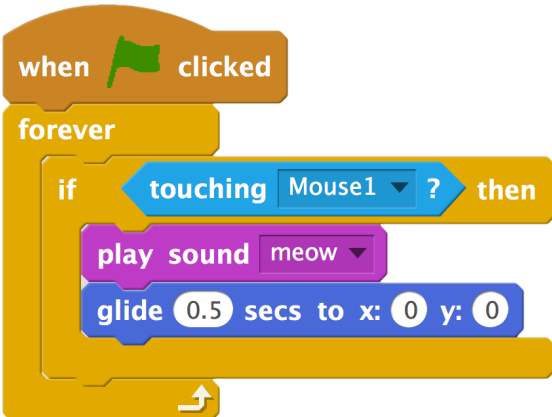 when clicked
forever
if touching Mouse1 ? then
play sound meow
glide 0.5 secs to x: 0 y: 0